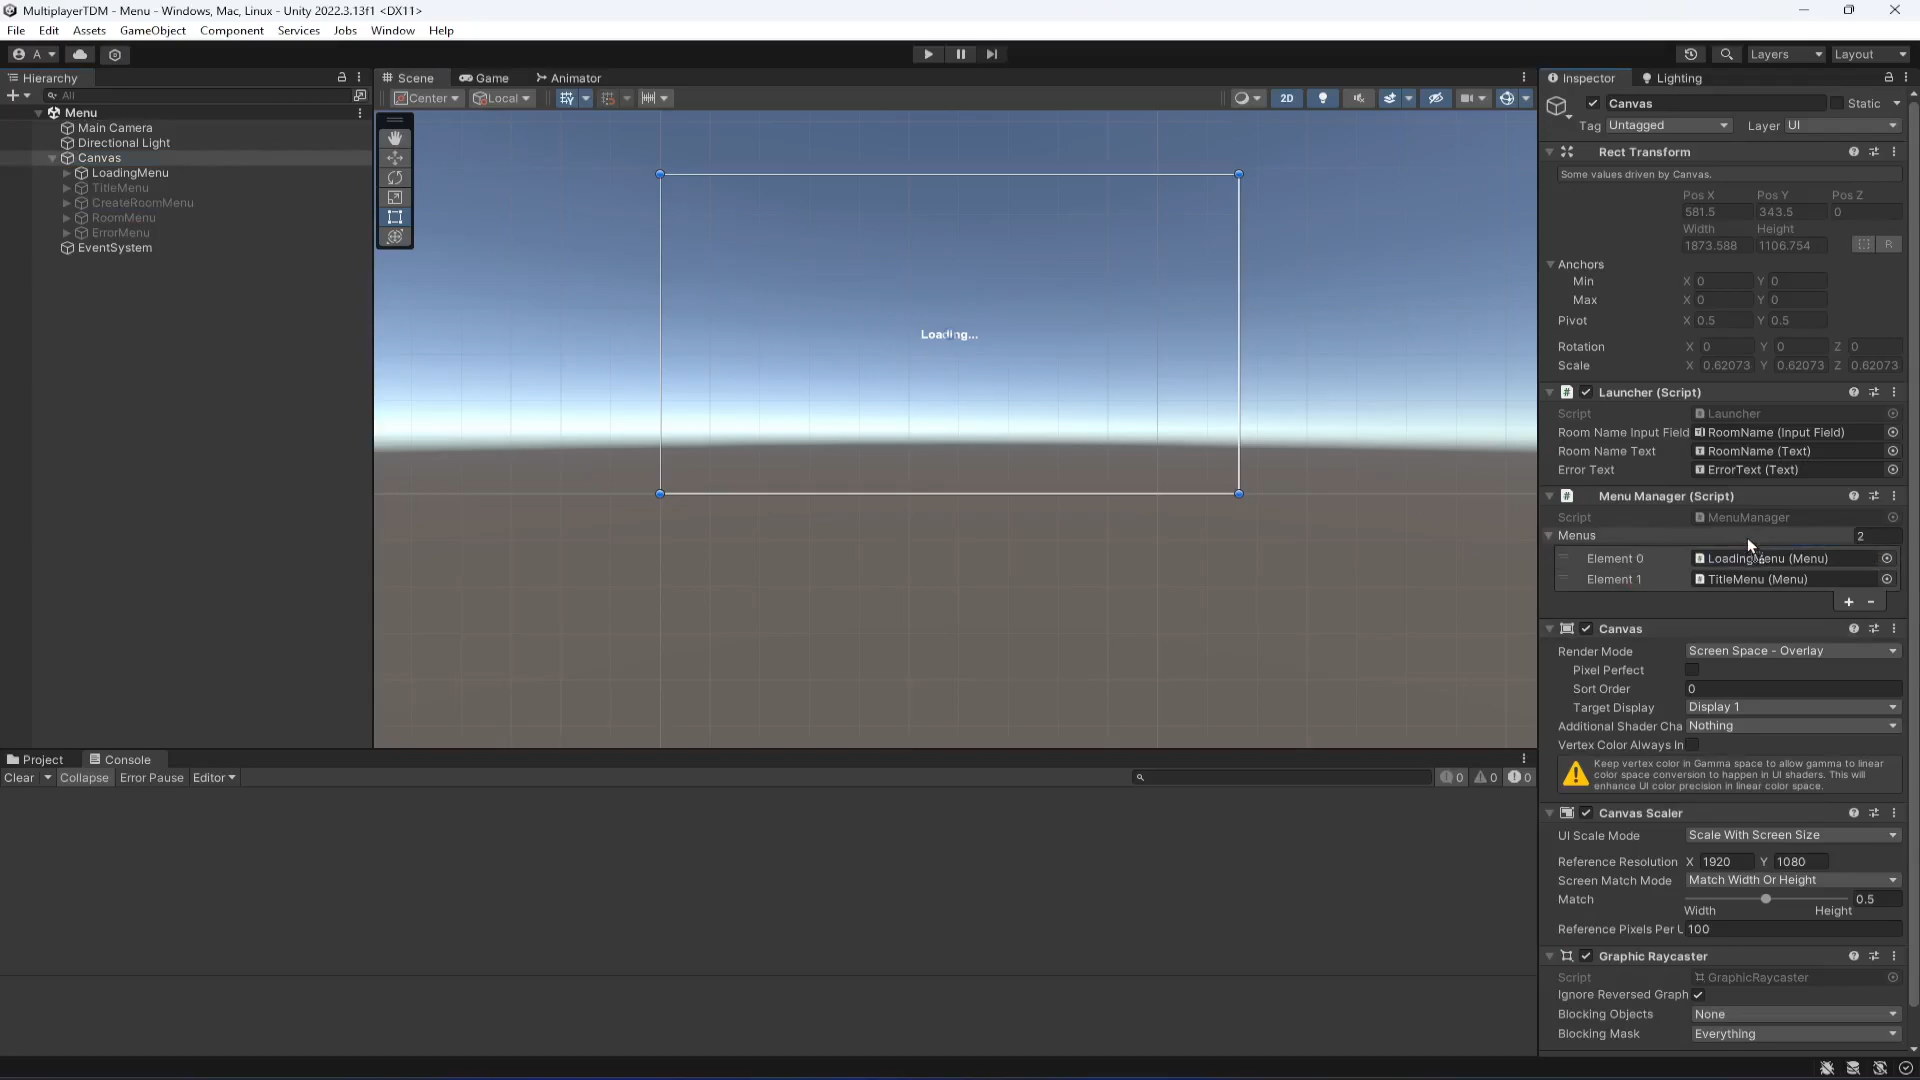 MultiplayerTDM - Menu - Windows, Mac, Linux - Unity 2022.3.13f1 <DX11>
File Edit Assets GameObject Component Services Jobs Window Help
A Layers Layout
Hierarchy
All
Menu
Main Camera
Directional Light
Canvas
LoadingMenu
TitleMenu
CreateRoomMenu
RoomMenu
ErrorMenu
EventSystem
Scene Game Animator
Center Local 2D
Loading...
Project Console
Clear Collapse Error Pause Editor 0 0 0
Inspector Lighting
Canvas Static
Tag Untagged Layer UI
Rect Transform
Some values driven by Canvas.
Pos X Pos Y Pos Z
581.5 343.5 0
Width Height
1873.588 1106.754 R
Anchors
Min X 0 Y 0
Max X 0 Y 0
Pivot X 0.5 Y 0.5
Rotation X 0 Y 0 Z 0
Scale X 0.62073 Y 0.62073 Z 0.62073
# Launcher (Script)
Script Launcher
Room Name Input Field RoomName (Input Field)
Room Name Text RoomName (Text)
Error Text ErrorText (Text)
# Menu Manager (Script)
Script MenuManager
Menus 2
Element 0 LoadingMenu (Menu)
Element 1 TitleMenu (Menu)
+ -
Canvas
Render Mode Screen Space - Overlay
Pixel Perfect
Sort Order 0
Target Display Display 1
Additional Shader Cha Nothing
Vertex Color Always In
Keep vertex color in Gamma space to allow gamma to linear
color space conversion to happen in UI shaders. This will
enhance UI color precision in linear color space.
Canvas Scaler
UI Scale Mode Scale With Screen Size
Reference Resolution X 1920 Y 1080
Screen Match Mode Match Width Or Height
Match 0.5
Width Height
Reference Pixels Per U 100
Graphic Raycaster
Script GraphicRaycaster
Ignore Reversed Graph
Blocking Objects None
Blocking Mask Everything